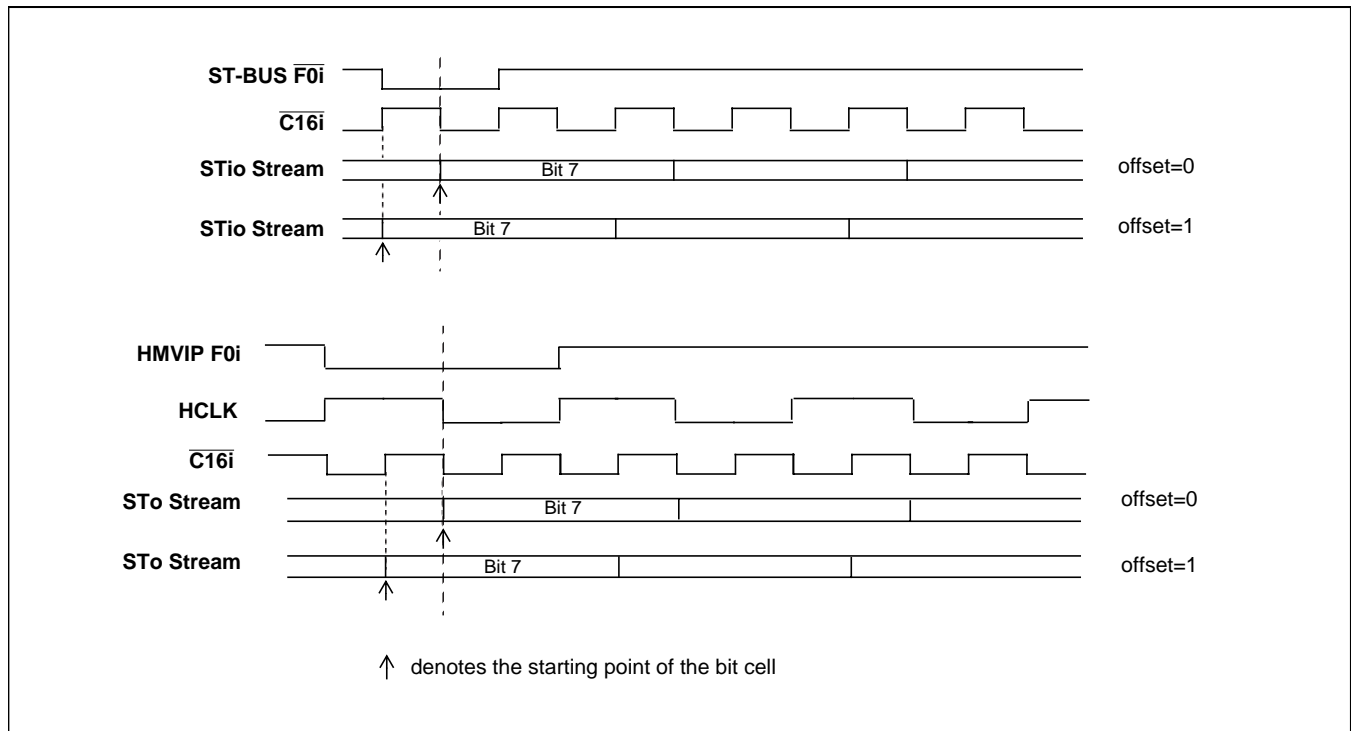 ST-BUS F0i
C16i
STio Stream Bit 7 offset=0
STio Stream Bit 7 offset=1
HMVIP F0i
HCLK
C16i
STo Stream Bit 7 offset=0
STo Stream Bit 7 offset=1
denotes the starting point of the bit cell